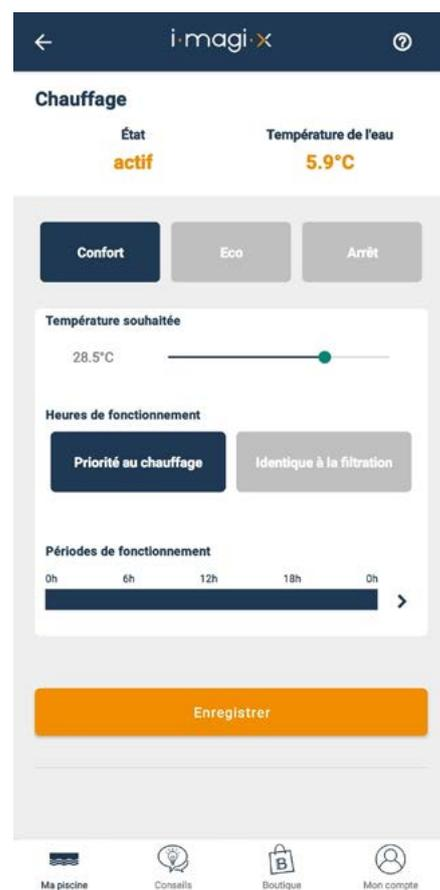 i·magi·x
Chauffage
État
Température de l'eau
actif
5.9°C
Confort
Eco
Arrêt
Température souhaitée
28.5°C
Heures de fonctionnement
Priorité au chauffage
Identique à la filtration
Périodes de fonctionnement
0h 6h 12h 18h 0h
Enregistrer
B
Ma piscine
Conseils
Boutique
Mon compte